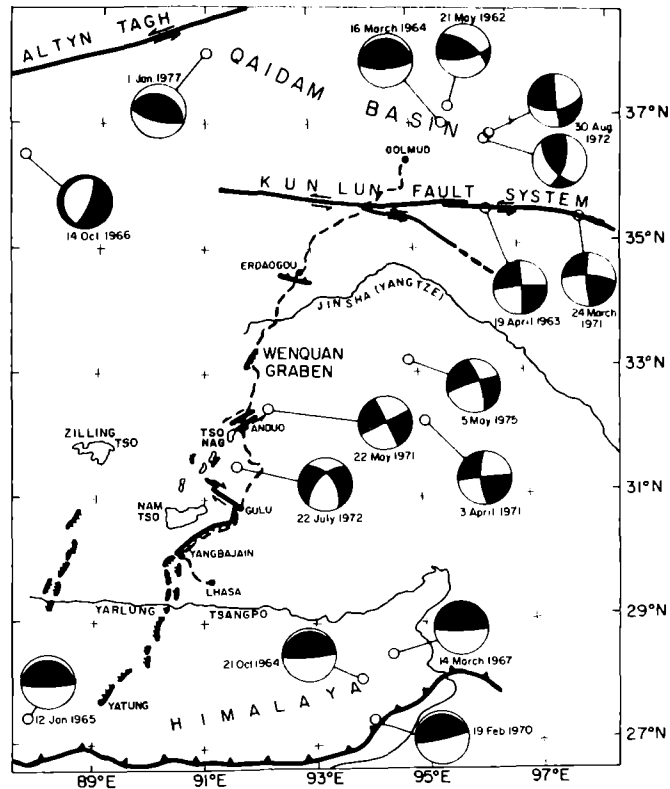 ALTYN TAGH
16 March 1964
21 May 1962
1 Jan 1977
QAIDAM BASIN
37°N
30 Aug
1972
GOLMUD
KUN LUN-FAULT SYSTEM
14 Oct 1966
35°N
ERDAOGOU
JINSHA (YANGTZE)
19 April 1963
24
March
1971
WENQUAN
GRABEN
33°N
5 May 1975
ZILLING
TSO
TSO
NAG
ANDUO
22
May 1971
31°N
3 April 1971
22 July 1972
NAM
TSO
GULU
YANGBAJAIN
LHASA
YARLUNG TSANGPO
29°N
21 Oct 1964
14 March 1967
12 Jan 1965
YATUNG
HIMALAYA
19 Feb 1970
27°N
89°E 91°E 93°E 95°E 97°E